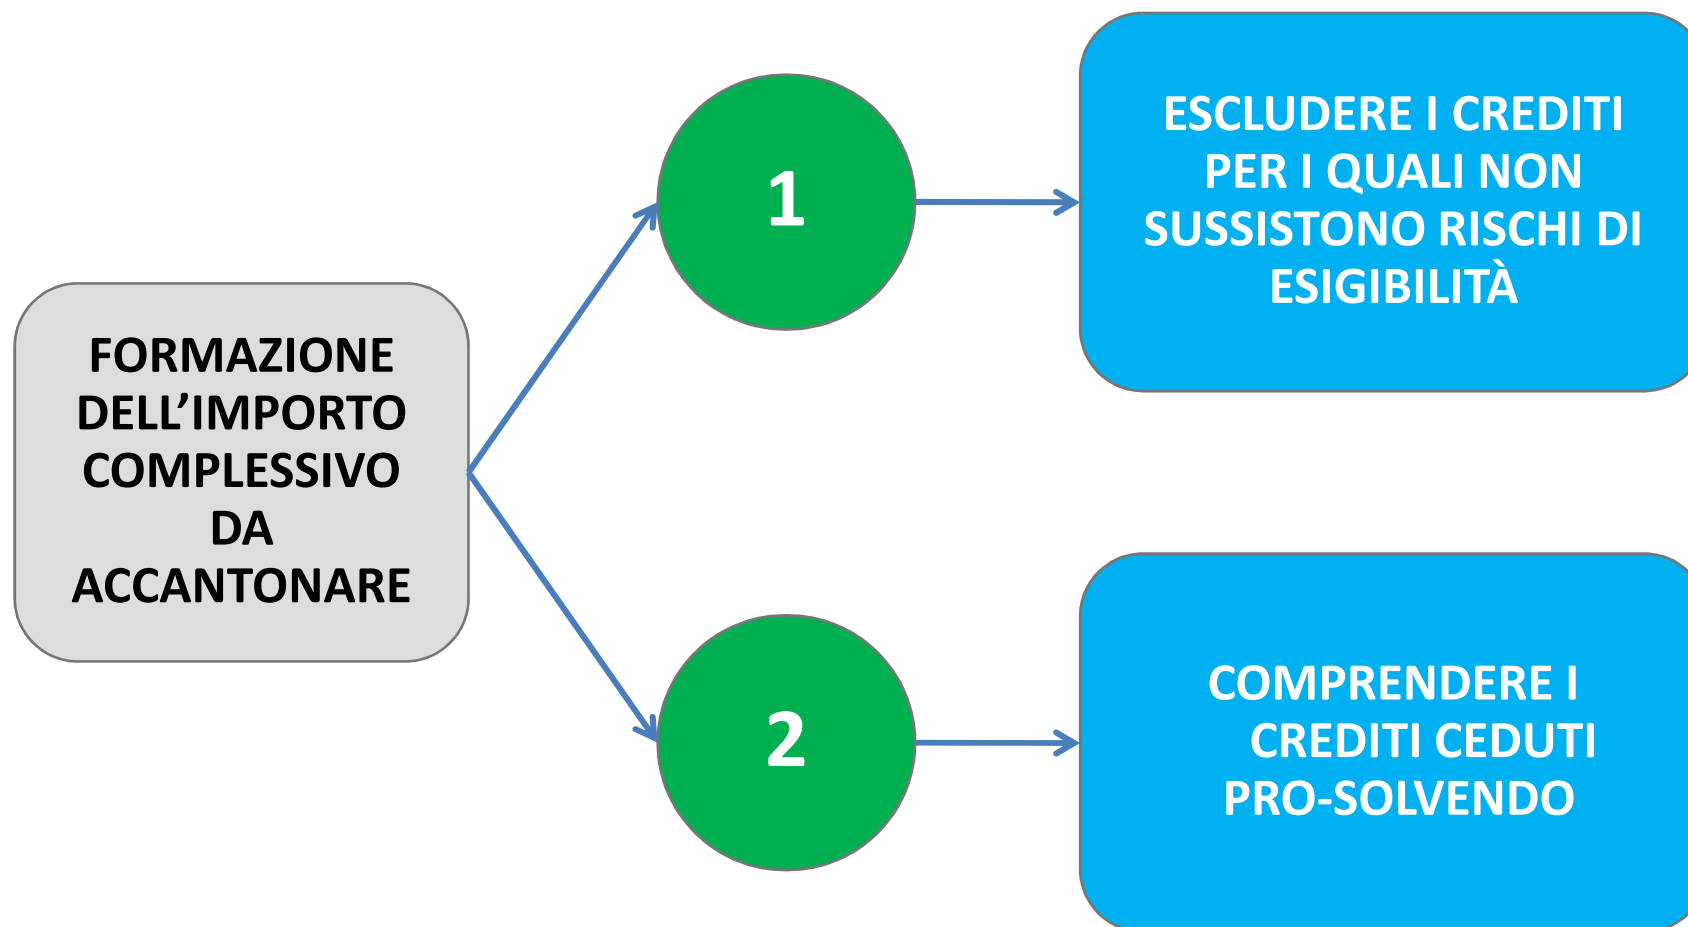 FORMAZIONE
DELL’IMPORTO
COMPLESSIVO
DA
ACCANTONARE
1
ESCLUDERE I CREDITI
PER I QUALI NON
SUSSISTONO RISCHI DI
ESIGIBILITÀ
2
COMPRENDERE I
CREDITI CEDUTI
PRO-SOLVENDO